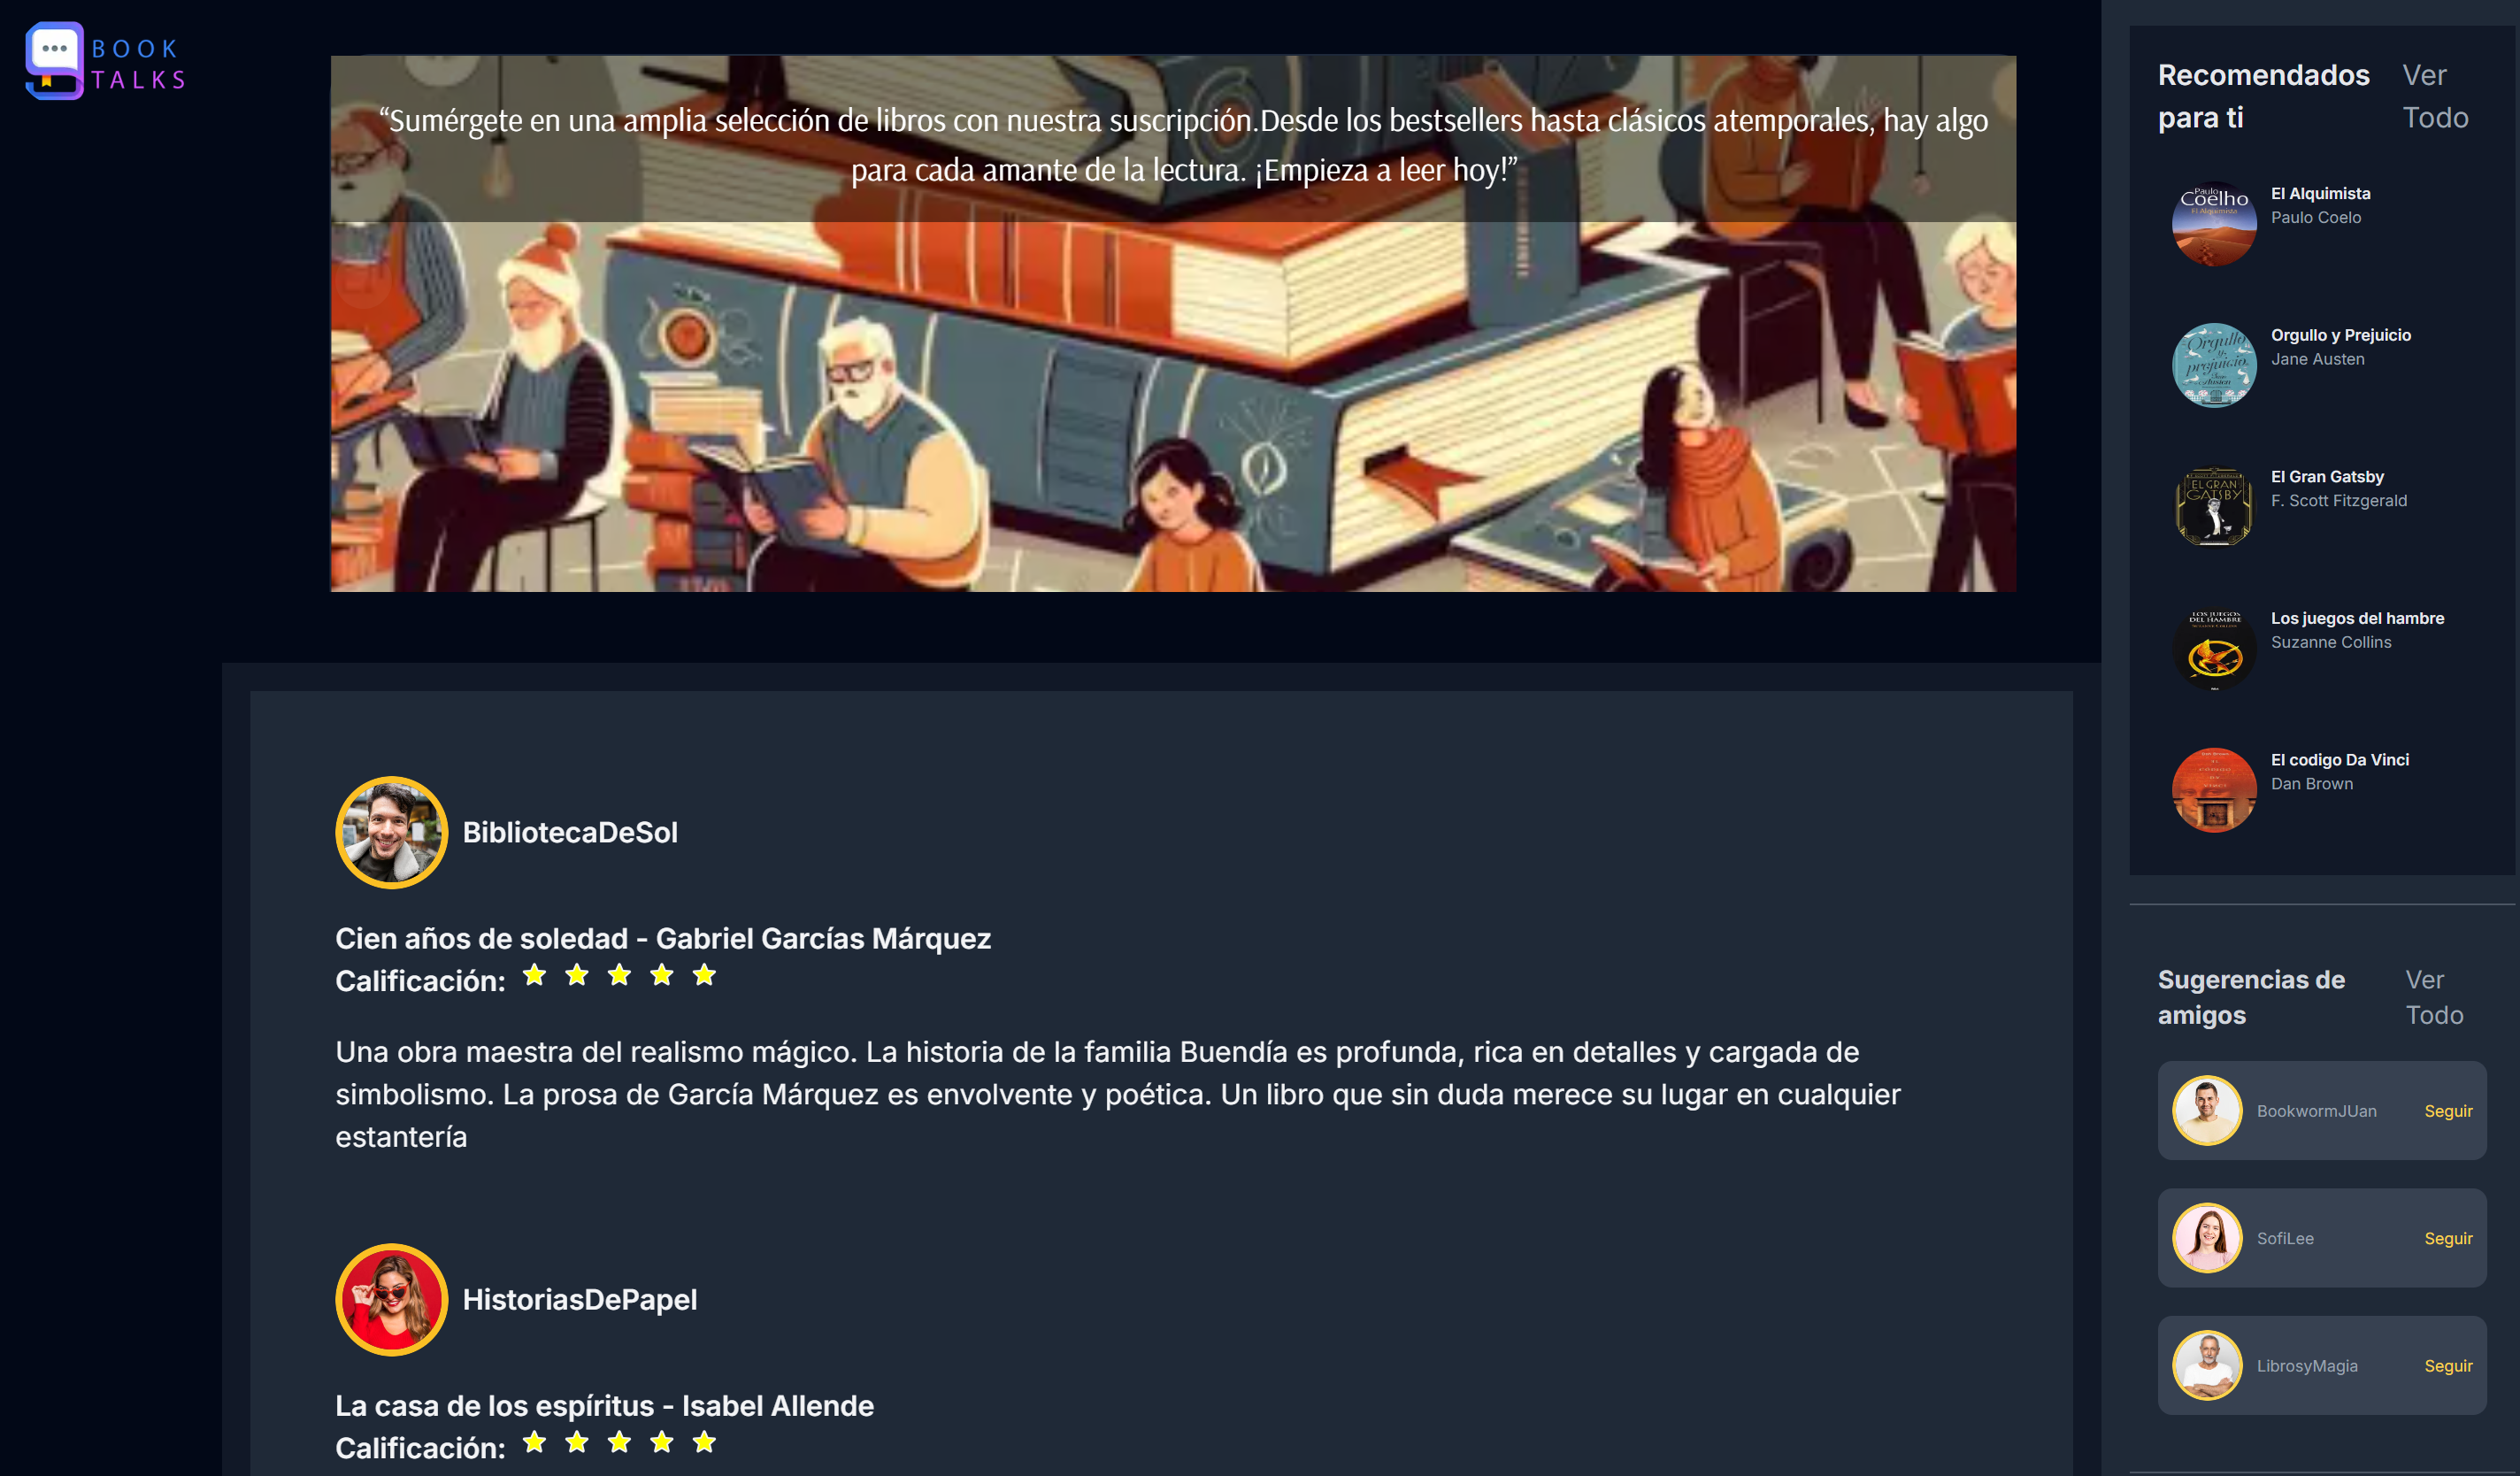 BOOK
TALKS
“Sumérgete en una amplia selección de libros con nuestra suscripción.Desde los bestsellers hasta clásicos atemporales, hay algo
para cada amante de la lectura. ¡Empieza a leer hoy!”
BibliotecaDeSol
Cien años de soledad - Gabriel Garcías Márquez
Calificación:
Una obra maestra del realismo mágico. La historia de la familia Buendía es profunda, rica en detalles y cargada de
simbolismo. La prosa de García Márquez es envolvente y poética. Un libro que sin duda merece su lugar en cualquier
estantería
HistoriasDePapel
La casa de los espíritus - Isabel Allende
Calificación:
Recomendados
para ti
Ver
Todo
Paulo
Coelho
El Alquimista
El Alquimista
Paulo Coelo
Orgullo
y
prejuicio
Jane
Austen
Orgullo y Prejuicio
Jane Austen
EL GRAN
GATSBY
El Gran Gatsby
F. Scott Fitzgerald
LOS JUEGOS
DEL HAMBRE
SUZANNE COLLINS
Los juegos del hambre
Suzanne Collins
El codigo Da Vinci
Dan Brown
Sugerencias de
amigos
Ver
Todo
BookwormJUan
Seguir
SofiLee
Seguir
LibrosyMagia
Seguir